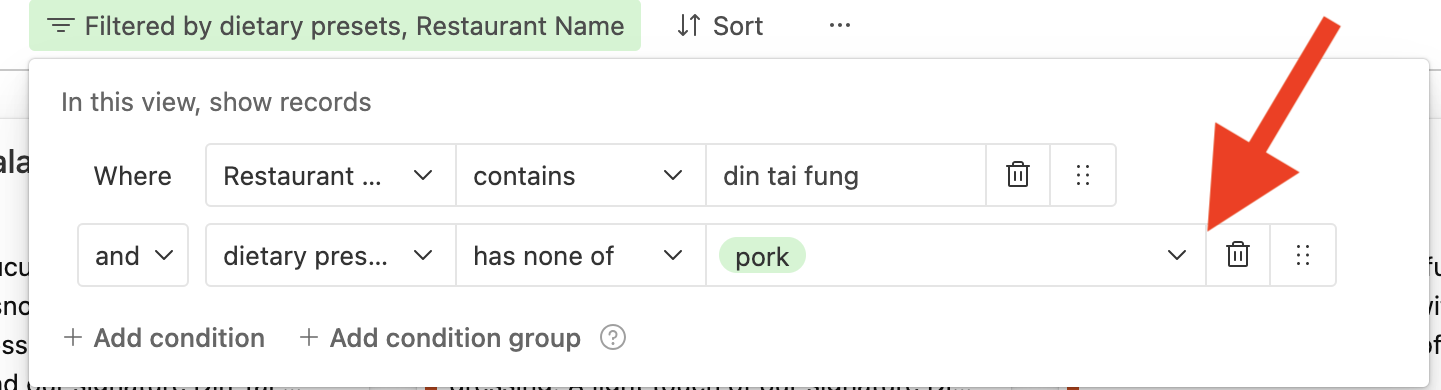 Filtered by dietary presets, Restaurant Name Sort ...
In this view, show records
Where Restaurant ... contains din tai fung
and dietary pres... has none of pork
+ Add condition + Add condition group ?